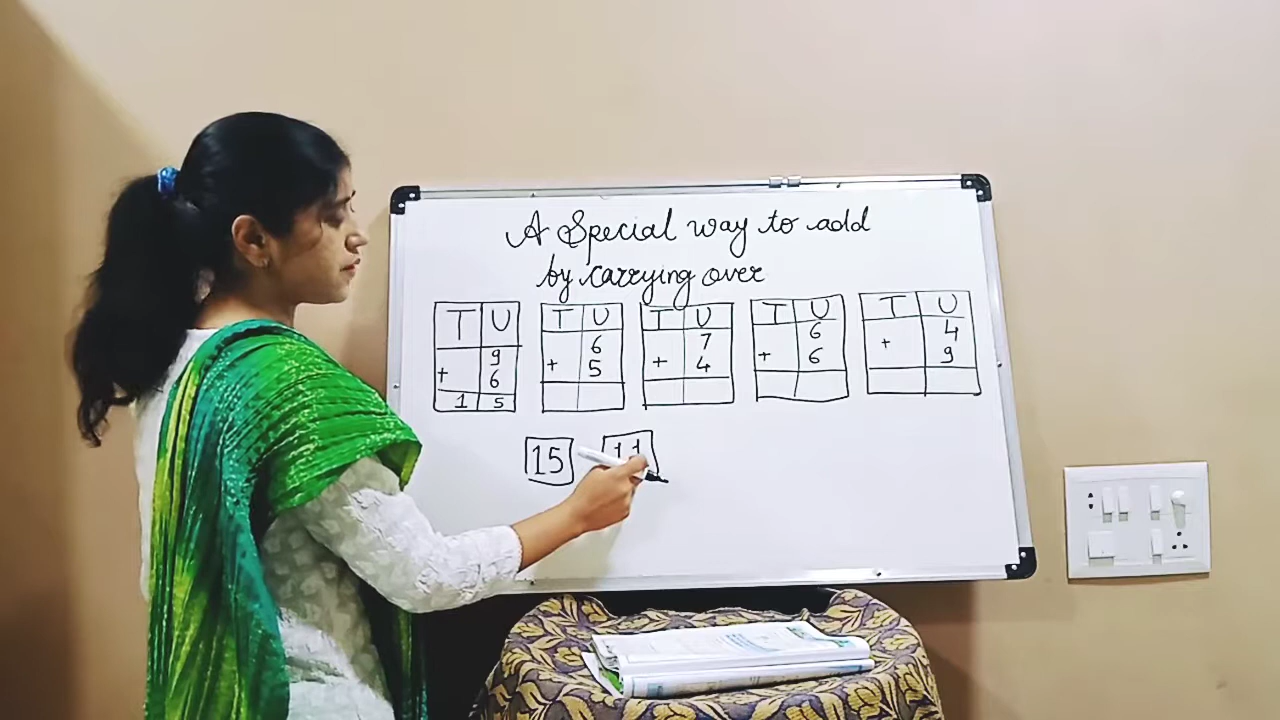 A Special way to add
by carrying over
T U T U T U T U T U
9 6 7 6 4
+ 6 + 5 + 4 + 6 + 9
1 5
15 11